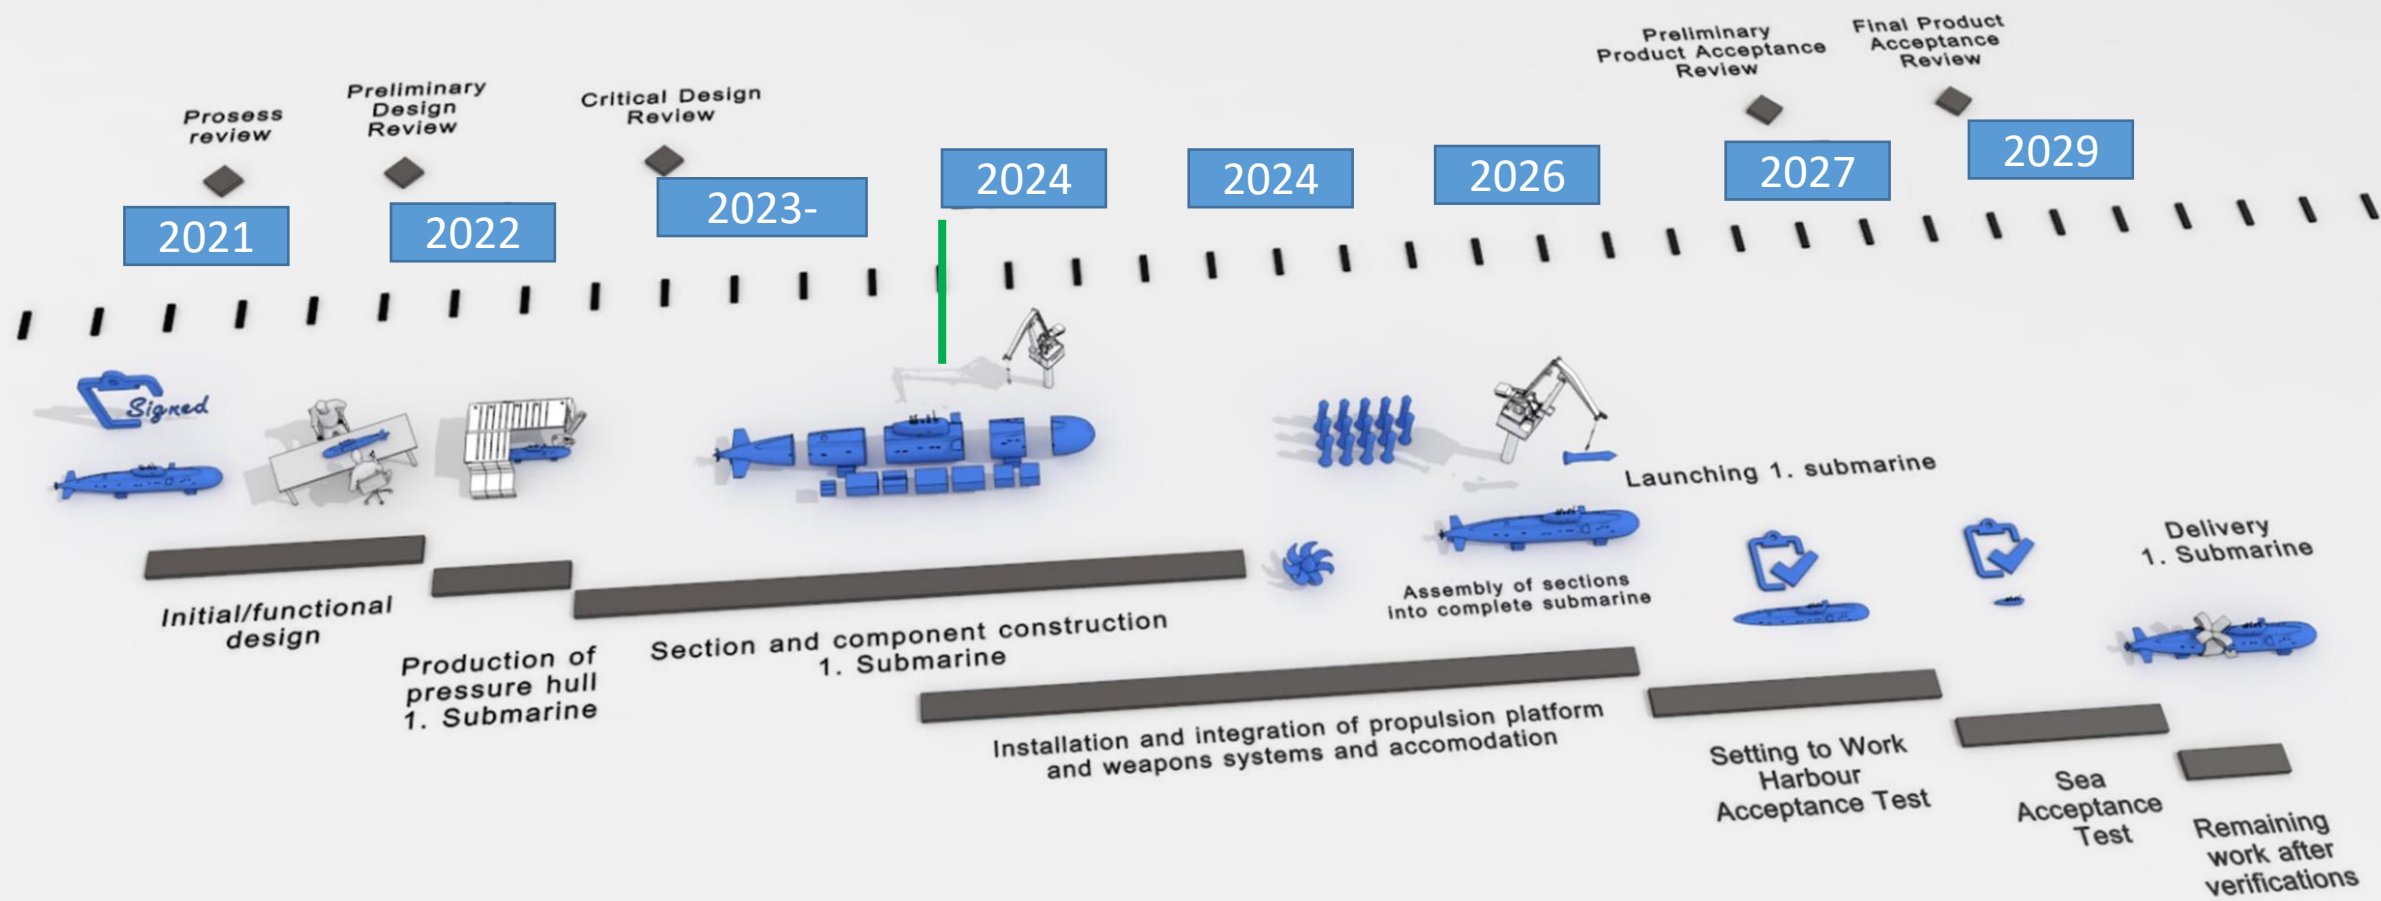 Prosess
review
Preliminary
Design
Review
Critical Design
Review
Preliminary
Product Acceptance
Review
Final Product
Acceptance
Review
2021
2022
2023-
2024
2024
2026
2027
2029
Signed
Launching 1. submarine
Delivery
1. Submarine
Initial/functional
design
Production of
pressure hull
1. Submarine
Section and component construction
1. Submarine
Assembly of sections
into complete submarine
Installation and integration of propulsion platform
and weapons systems and accomodation
Setting to Work
Harbour
Acceptance Test
Sea
Acceptance
Test
Remaining
work after
verifications